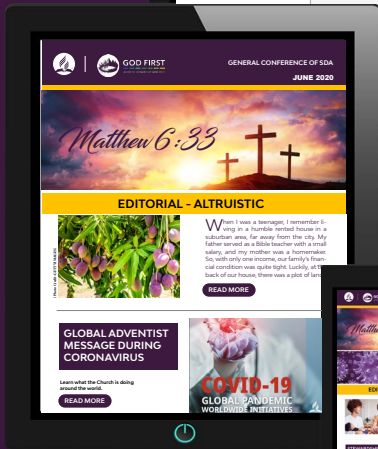 GOD FIRST
GENERAL CONFERENCE OF SDA
JUNE 2020
Matthew 6:33
EDITORIAL - ALTRUISTIC
When I was a teenager, I remember li-
ving in a humble rented house in a
suburban area, far away from the city. My
father served as a Bible teacher with a small
salary, and my mother was a homemaker.
So, with only one income, our family's finan-
cial condition was quite tight. Luckily, at
back of our house, there was a plot of land
READ MORE
GLOBAL ADVENTIST
MESSAGE DURING
CORONAVIRUS
Learn what the Church is doing
around the world.
READ MORE
COVID-19
GLOBAL PANDEMIC
WORLDWIDE INITIATIVES